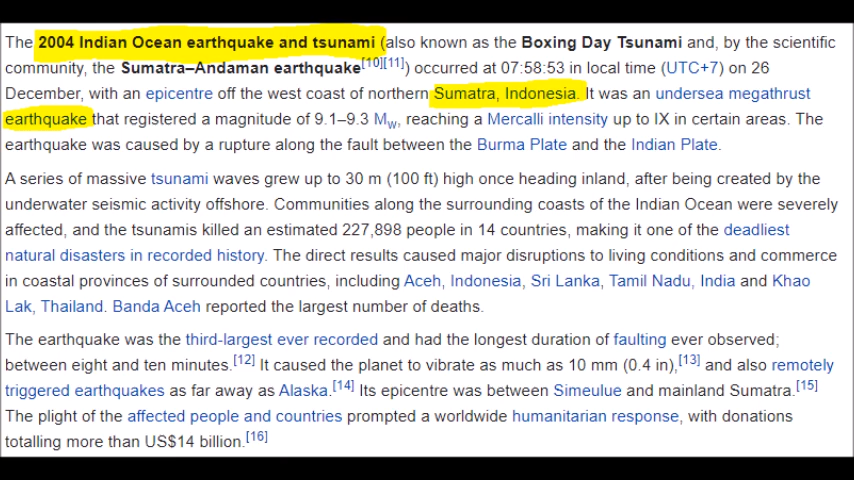 The 2004 Indian Ocean earthquake and tsunami (also known as the Boxing Day Tsunami and, by the scientific
community, the Sumatra–Andaman earthquake[10][11]) occurred at 07:58:53 in local time (UTC+7) on 26
December, with an epicentre off the west coast of northern Sumatra, Indonesia. It was an undersea megathrust
earthquake that registered a magnitude of 9.1–9.3 Mw, reaching a Mercalli intensity up to IX in certain areas. The
earthquake was caused by a rupture along the fault between the Burma Plate and the Indian Plate.
A series of massive tsunami waves grew up to 30 m (100 ft) high once heading inland, after being created by the
underwater seismic activity offshore. Communities along the surrounding coasts of the Indian Ocean were severely
affected, and the tsunamis killed an estimated 227,898 people in 14 countries, making it one of the deadliest
natural disasters in recorded history. The direct results caused major disruptions to living conditions and commerce
in coastal provinces of surrounded countries, including Aceh, Indonesia, Sri Lanka, Tamil Nadu, India and Khao
Lak, Thailand. Banda Aceh reported the largest number of deaths.
The earthquake was the third-largest ever recorded and had the longest duration of faulting ever observed;
between eight and ten minutes.[12] It caused the planet to vibrate as much as 10 mm (0.4 in),[13] and also remotely
triggered earthquakes as far away as Alaska.[14] Its epicentre was between Simeulue and mainland Sumatra.[15]
The plight of the affected people and countries prompted a worldwide humanitarian response, with donations
totalling more than US$14 billion.[16]